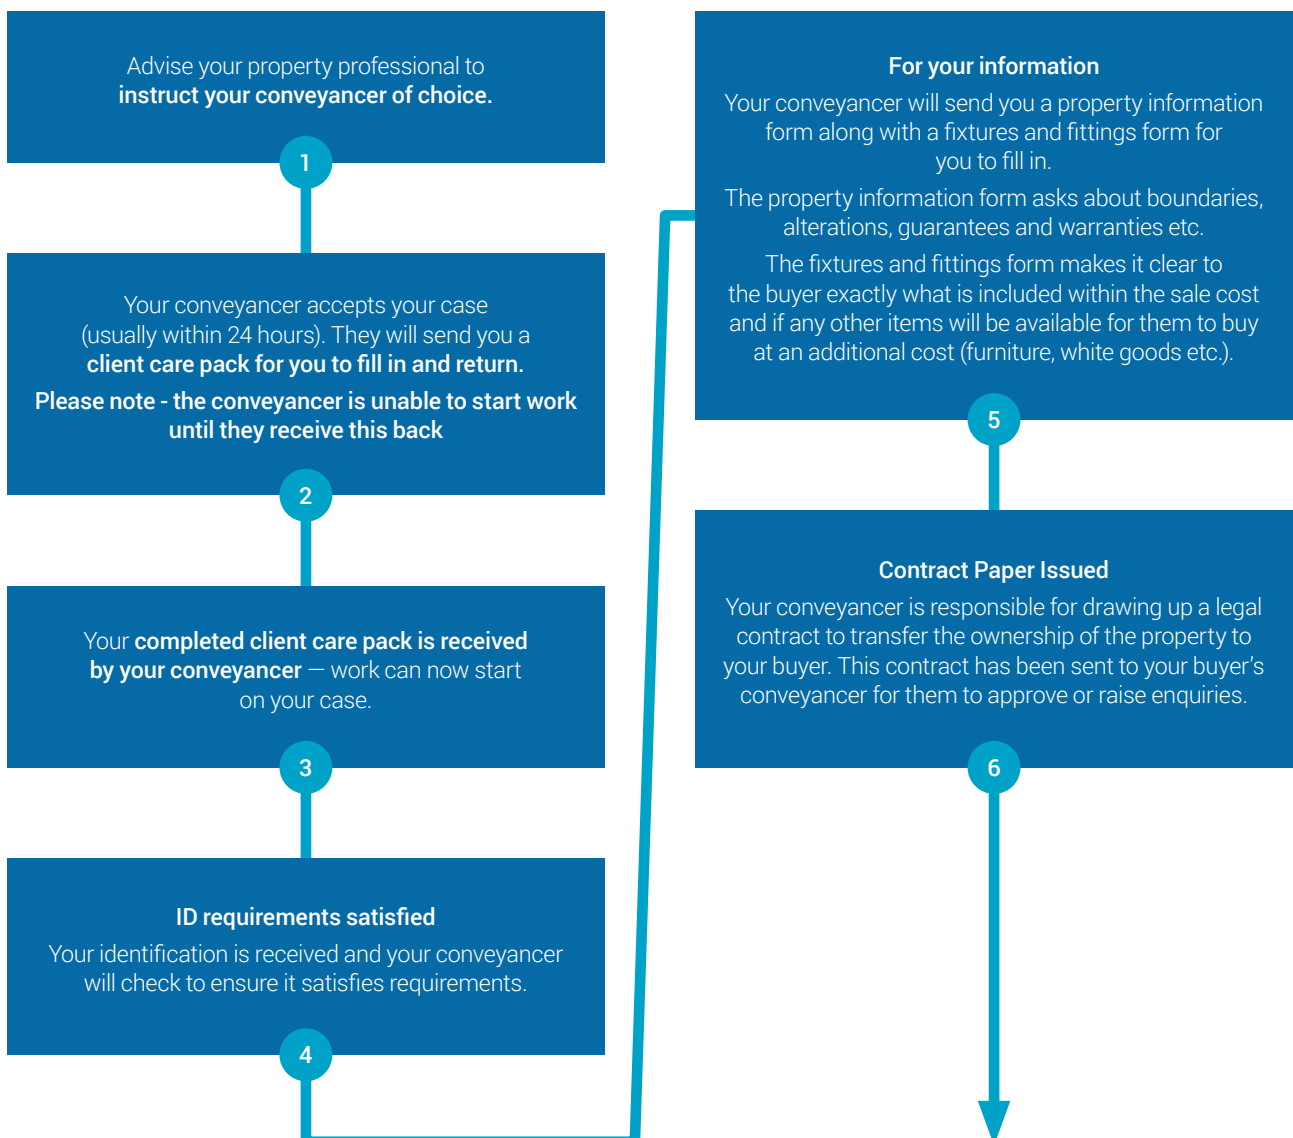 Advise your property professional to
instruct your conveyancer of choice.
1
Your conveyancer accepts your case
(usually within 24 hours). They will send you a
client care pack for you to fill in and return.
Please note - the conveyancer is unable to start work
until they receive this back
2
Your completed client care pack is received
by your conveyancer — work can now start
on your case.
3
ID requirements satisfied
Your identification is received and your conveyancer
will check to ensure it satisfies requirements.
4
For your information
Your conveyancer will send you a property information
form along with a fixtures and fittings form for
you to fill in.
The property information form asks about boundaries,
alterations, guarantees and warranties etc.
The fixtures and fittings form makes it clear to
the buyer exactly what is included within the sale cost
and if any other items will be available for them to buy
at an additional cost (furniture, white goods etc.).
5
Contract Paper Issued
Your conveyancer is responsible for drawing up a legal
contract to transfer the ownership of the property to
your buyer. This contract has been sent to your buyer's
conveyancer for them to approve or raise enquiries.
6